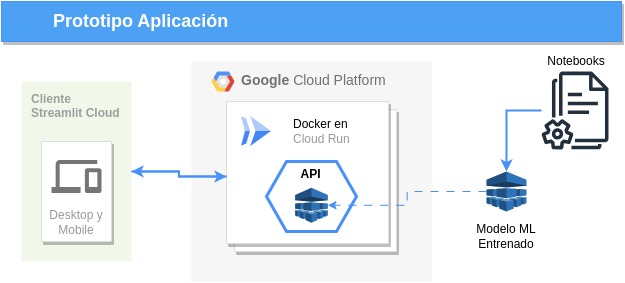 Prototipo Aplicación
Notebooks
Google Cloud Platform
Cliente
Streamlit Cloud
Docker en
Cloud Run
API
Desktop y
Mobile
Modelo ML
Entrenado